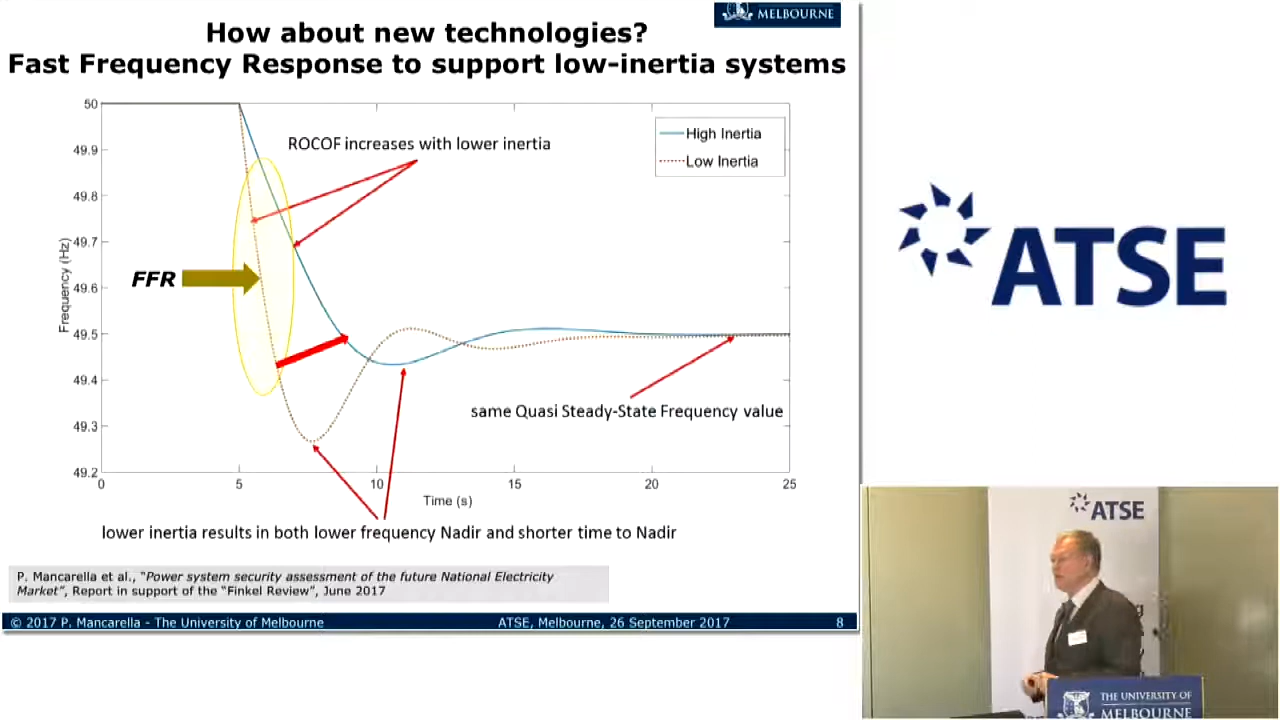 MELBOURNE
How about new technologies?
Fast Frequency Response to support low-inertia systems
50
49.9
49.8
49.7
49.6
49.5
49.4
49.3
49.2
Frequency (Hz)
0
5
10
15
20
25
Time (s)
ROCOF increases with lower inertia
High Inertia
Low Inertia
FFR
same Quasi Steady-State Frequency value
lower inertia results in both lower frequency Nadir and shorter time to Nadir
P. Mancarella et al., “Power system security assessment of the future National Electricity
Market”, Report in support of the “Finkel Review”, June 2017
© 2017 P. Mancarella - The University of Melbourne
ATSE, Melbourne, 26 September 2017
8
ATSE
ATSE
THE UNIVERSITY OF
MELBOURNE